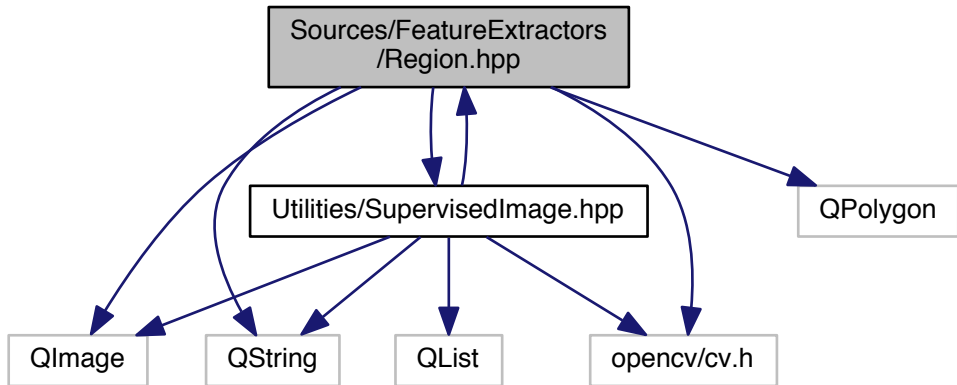 Sources/FeatureExtractors
/Region.hpp
Utilities/SupervisedImage.hpp
QPolygon
QImage
QString
QList
opencv/cv.h